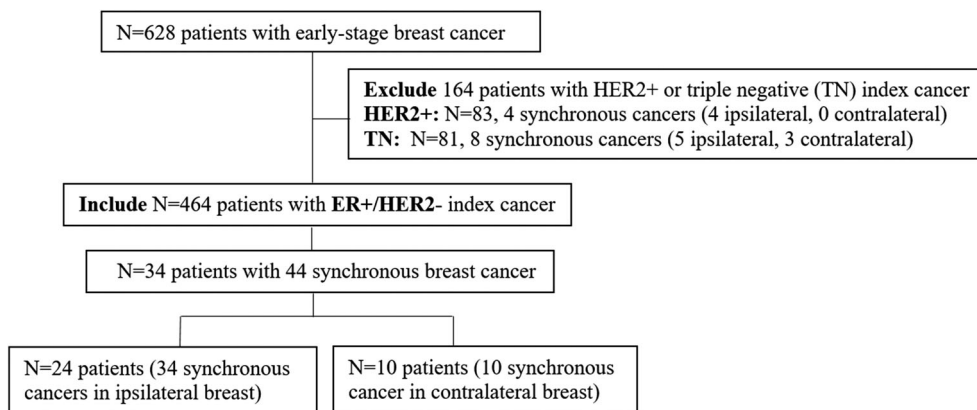 N=628 patients with early-stage breast cancer
Exclude 164 patients with HER2+ or triple negative (TN) index cancer
HER2+: N=83, 4 synchronous cancers (4 ipsilateral, 0 contralateral)
TN: N=81, 8 synchronous cancers (5 ipsilateral, 3 contralateral)
Include N=464 patients with ER+/HER2- index cancer
N=34 patients with 44 synchronous breast cancer
N=24 patients (34 synchronous
cancers in ipsilateral breast)
N=10 patients (10 synchronous
cancer in contralateral breast)